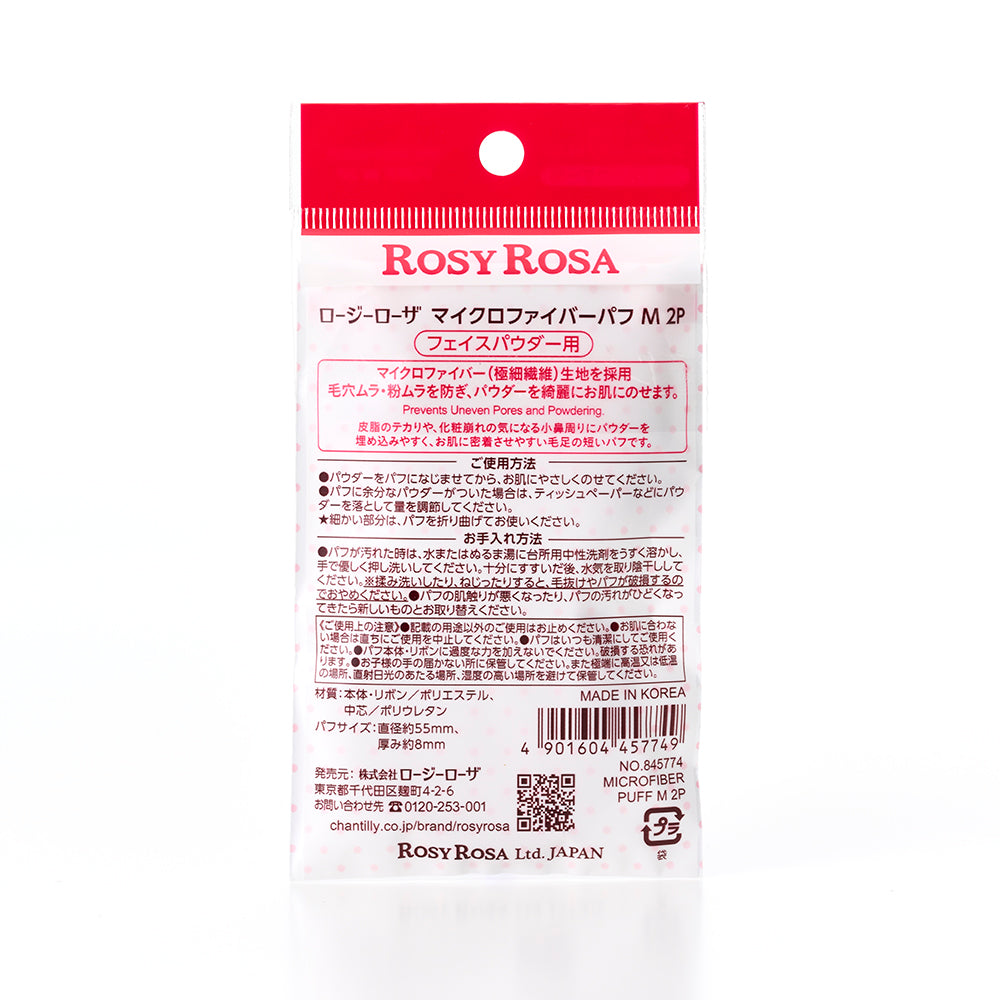 ROSY ROSA
ロージーローザ マイクロファイバーパフ M 2P
フェイスパウダー用
マイクロファイバー(極細繊維)生地を採用
毛穴ムラ・粉ムラを防ぎ、パウダーを綺麗にお肌にのせます。
Prevents Uneven Pores and Powdering.
皮脂のテカリや、化粧崩れの気になる小鼻周りにパウダーを
埋め込みやすく、お肌に密着させやすい毛足の短いパフです。
ご使用方法
●パウダーをパフになじませてから、お肌にやさしくのせてください。
●パフに余分なパウダーがついた場合は、ティッシュペーパーなどにパウ
ダーを落として量を調節してください。
★細かい部分は、パフを折り曲げてお使いください。
お手入れ方法
●パフが汚れた時は、水またはぬるま湯に台所用中性洗剤をうすく溶かし、
手で優しく押し洗いしてください。十分にすすいだ後、水気を取り陰干ししてく
ください。※揉み洗いしたり、ねじったりすると、毛抜けやパフが破損するの
でおやめください。●パフの肌触りが悪くなったり、パフの汚れがひどくなっ
てきたら新しいものとお取り替えください。
《ご使用上の注意》●記載の用途以外のご使用はお止めください。●お肌に合わな
い場合は直ちにご使用を中止してください。●パフはいつも清潔にしてご使用く
ださい。●パフ本体・リボンに過度な力を加えないでください。破損する恐れがあ
ります。●お子様の手の届かない所に保管してください。また極端に高温又は低温
の場所、直射日光のあたる場所、湿度の高い場所を避けて保管してください。
材質:本体・リボン/ポリエステル、
中芯/ポリウレタン
パフサイズ:直径約55mm、
厚み約8mm
MADE IN KOREA
4 901604 457749
NO.845774
MICROFIBER
PUFF M 2P
発売元:株式会社ロージーローザ
東京都千代田区麹町4-2-6
お問い合わせ先 ☎0120-253-001
chantilly.co.jp/brand/rosyrosa
プラ
袋
ROSY ROSA Ltd. JAPAN